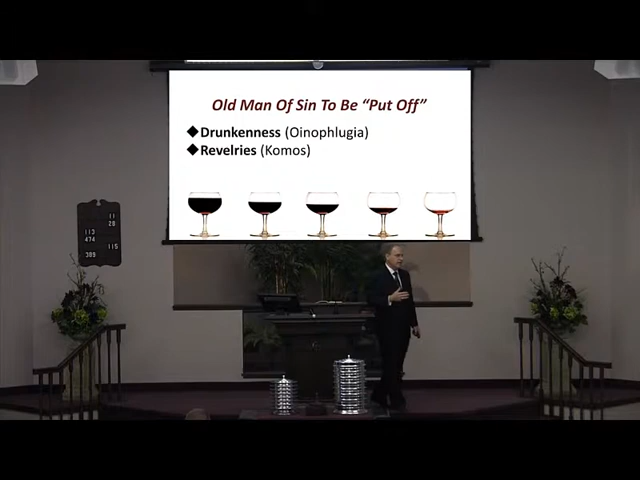 Old Man Of Sin To Be “Put Off”
◆Drunkenness (Oinophlugia)
◆Revelries (Komos)
11
28
113
474
115
389